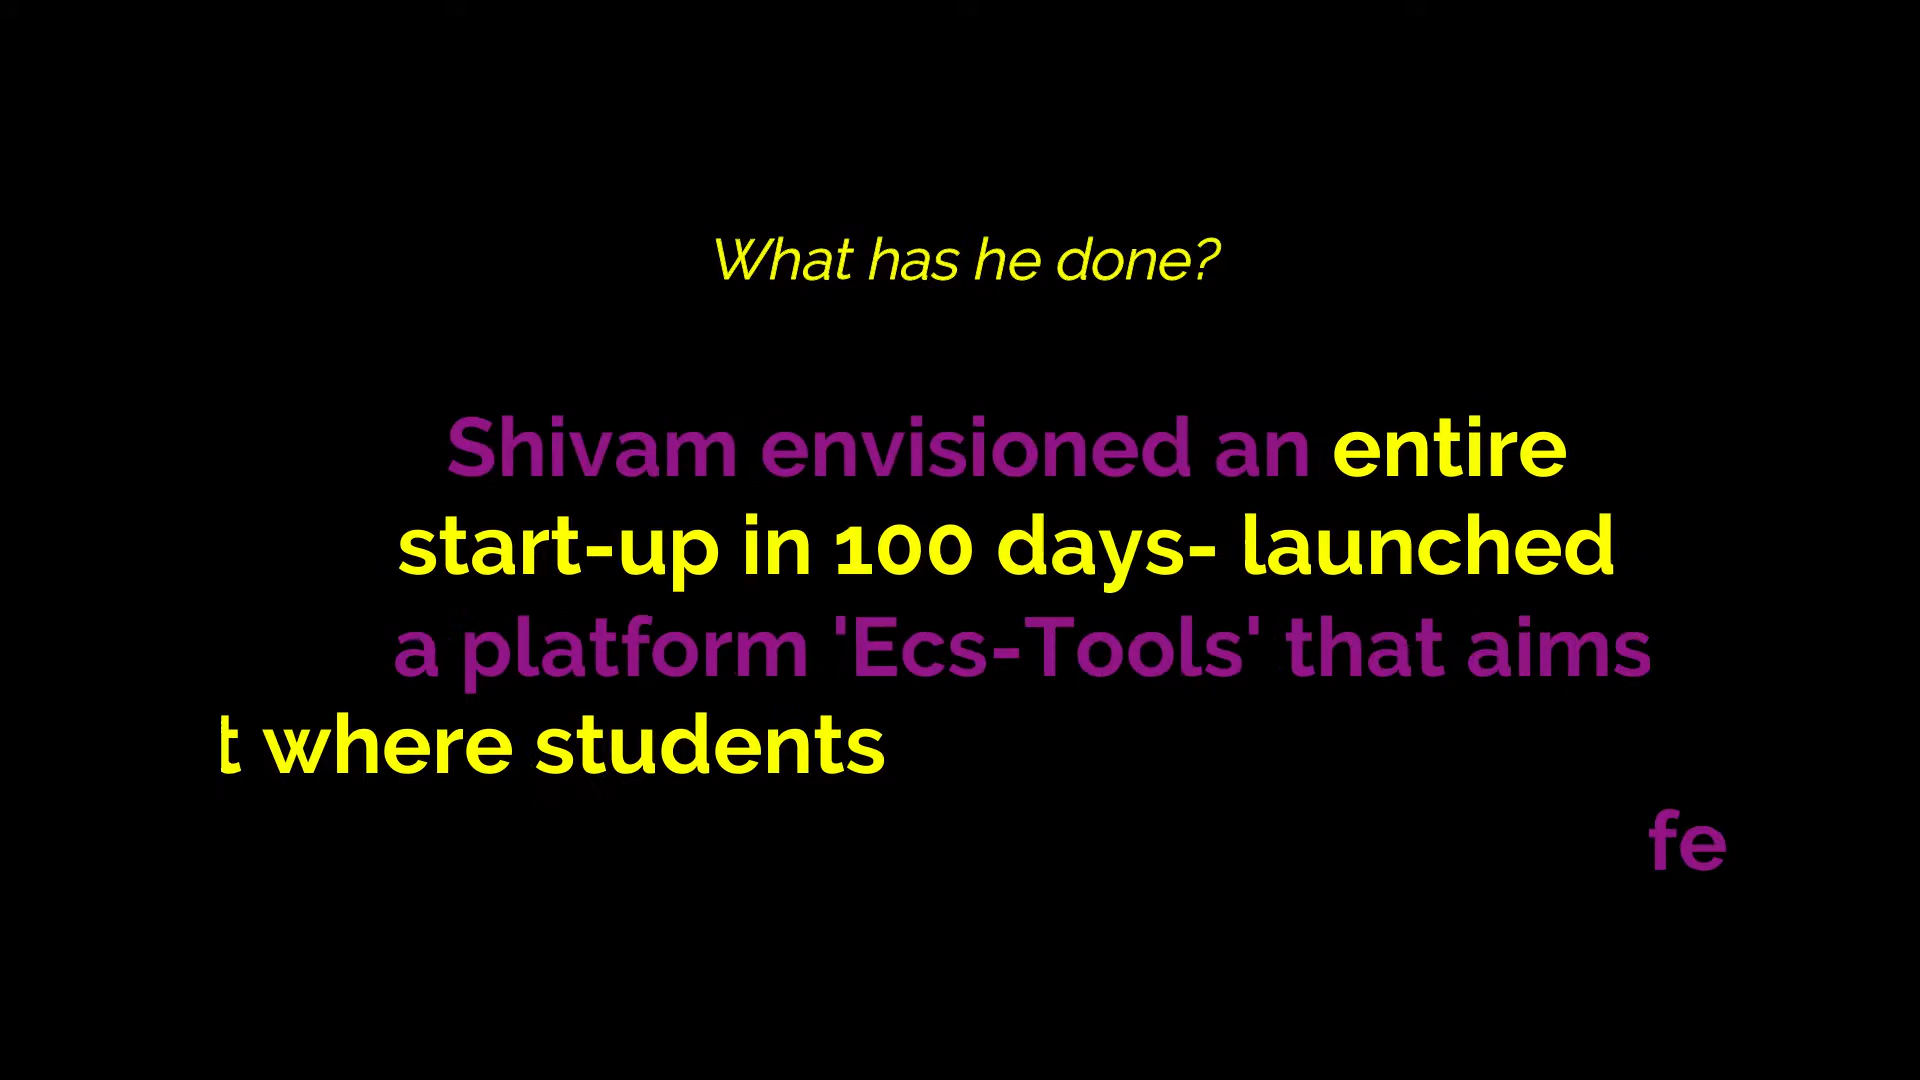 What has he done?
Shivam envisioned an entire
start-up in 100 days- launched
a platform 'Ecs-Tools' that aims
t where students
fe